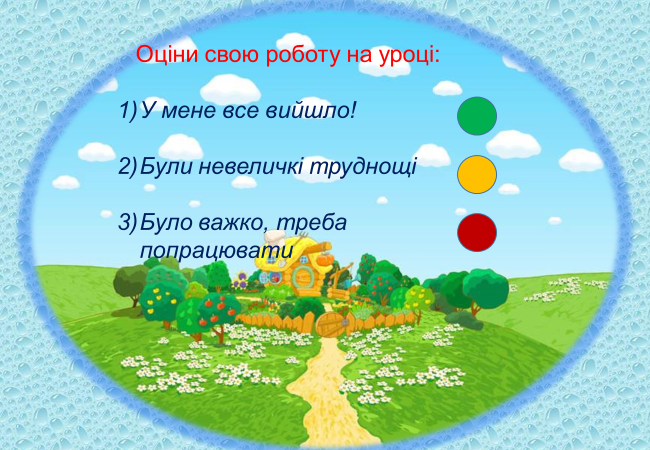 Оціни свою роботу на уроці:
1) У мене все вийшло!
2) Були невеличкі труднощі
3) Було важко, треба
попрацювати